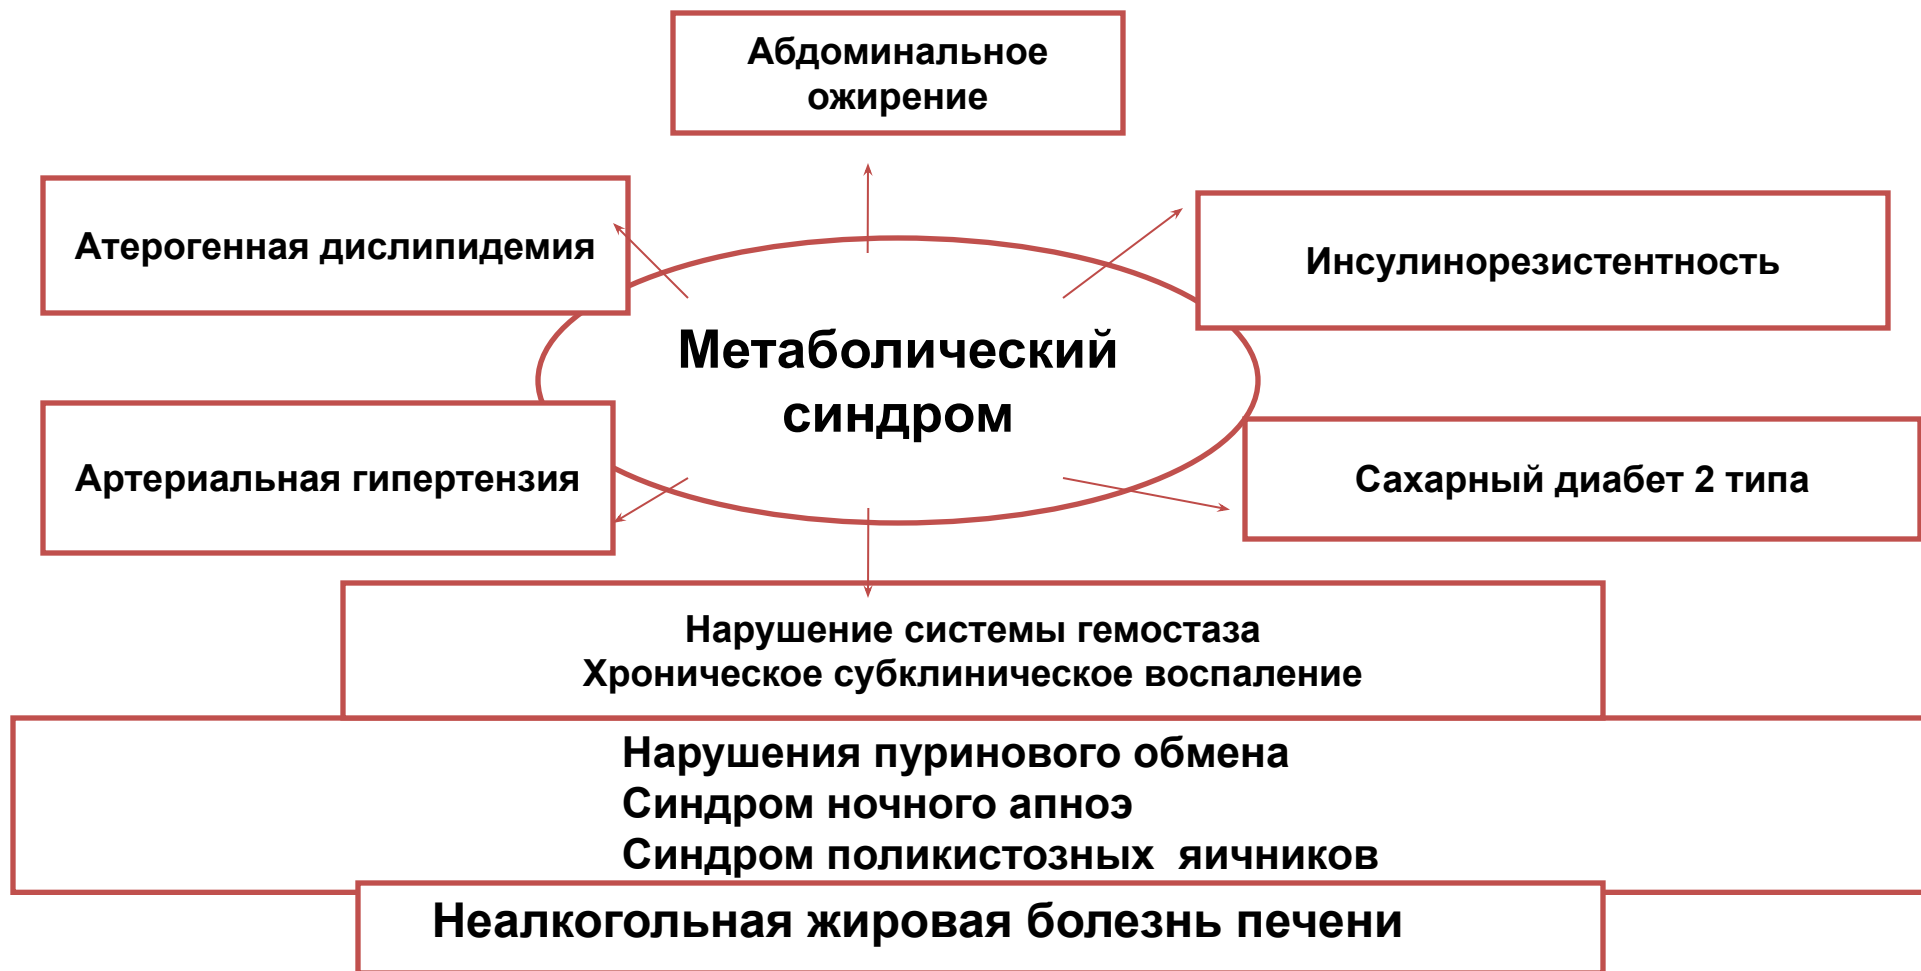 Абдоминальное
ожирение
Атерогенная дислипидемия
Инсулинорезистентность
Метаболический
синдром
Артериальная гипертензия
Сахарный диабет 2 типа
Нарушение системы гемостаза
Хроническое субклиническое воспаление
Нарушения пуринового обмена
Синдром ночного апноэ
Синдром поликистозных  яичников
Неалкогольная жировая болезнь печени